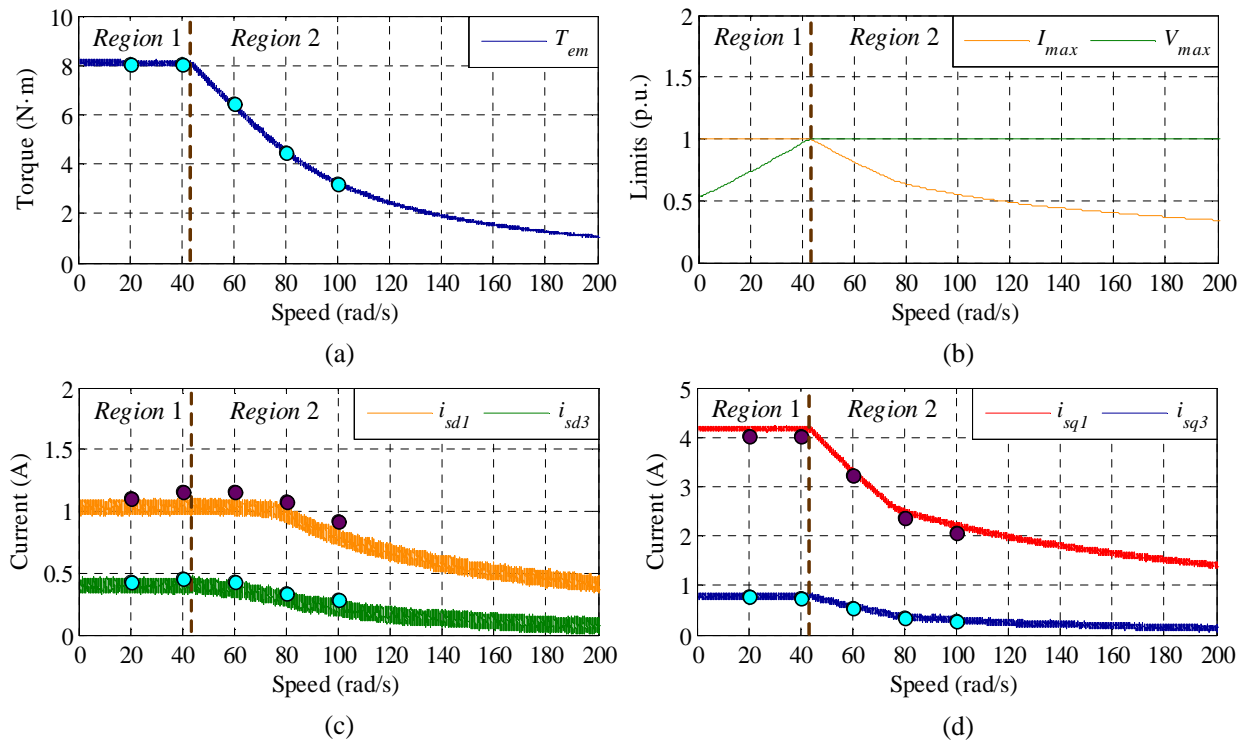 Region 1 Region 2 T_em
Torque (N·m)
10
8
6
4
2
0
0 20 40 60 80 100 120 140 160 180 200
Speed (rad/s)
(a)
Region 1 Region 2 I_max V_max
Limits (p.u.)
2
1.5
1
0.5
0
0 20 40 60 80 100 120 140 160 180 200
Speed (rad/s)
(b)
Region 1 Region 2 i_sd1 i_sd3
Current (A)
2
1.5
1
0.5
0
0 20 40 60 80 100 120 140 160 180 200
Speed (rad/s)
(c)
Region 1 Region 2 i_sq1 i_sq3
Current (A)
5
4
3
2
1
0
0 20 40 60 80 100 120 140 160 180 200
Speed (rad/s)
(d)